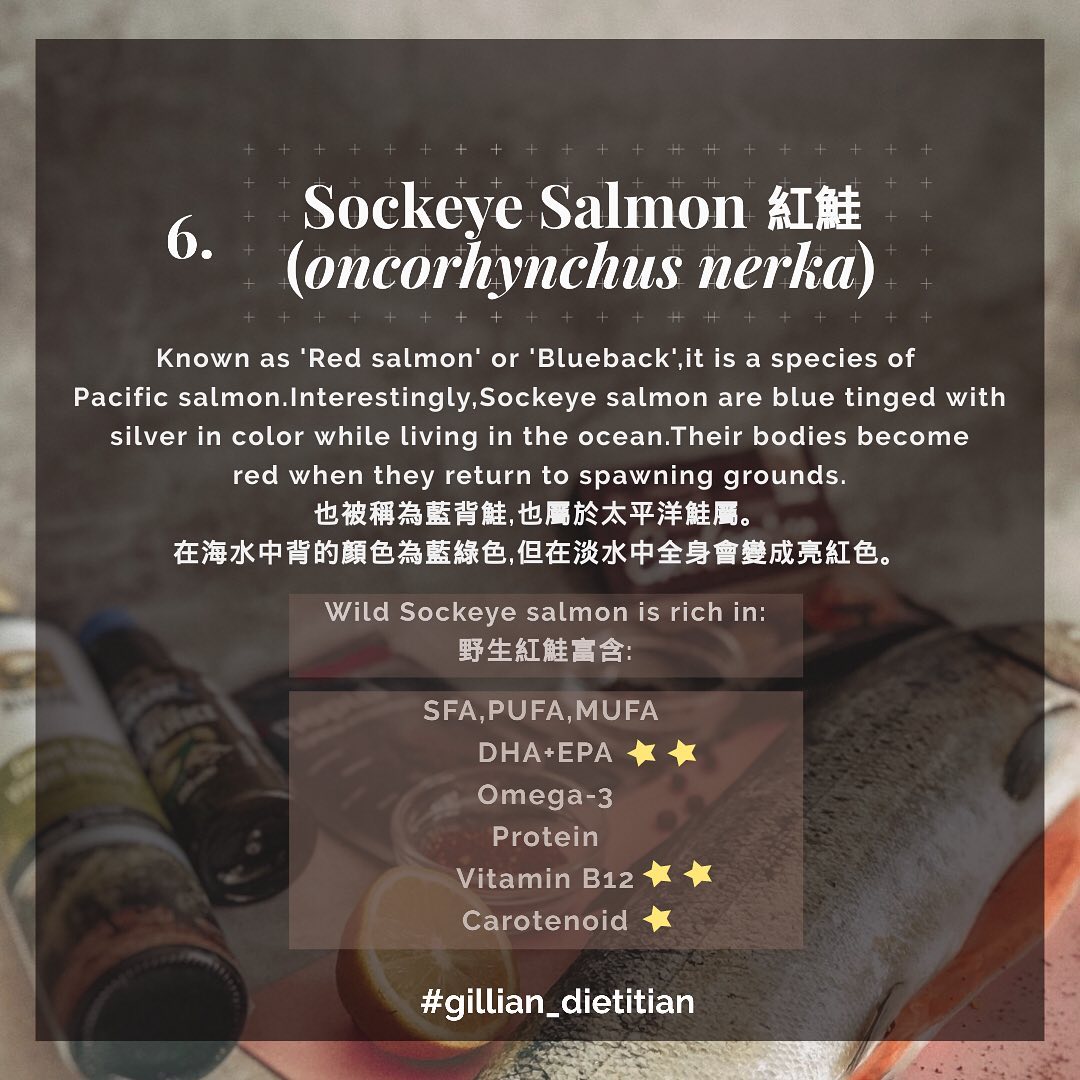 6.
Sockeye Salmon 紅鮭
(oncorhynchus nerka)
Known as 'Red salmon' or 'Blueback',it is a species of
Pacific salmon.Interestingly,Sockeye salmon are blue tinged with
silver in color while living in the ocean.Their bodies become
red when they return to spawning grounds.
也被稱為藍背鮭,也屬於太平洋鮭屬。
在海水中背的顏色為藍綠色,但在淡水中全身會變成亮紅色。
Wild Sockeye salmon is rich in:
野生紅鮭富含:
SFA,PUFA,MUFA
DHA+EPA
Omega-3
Protein
Vitamin B12
Carotenoid
#gillian_dietitian